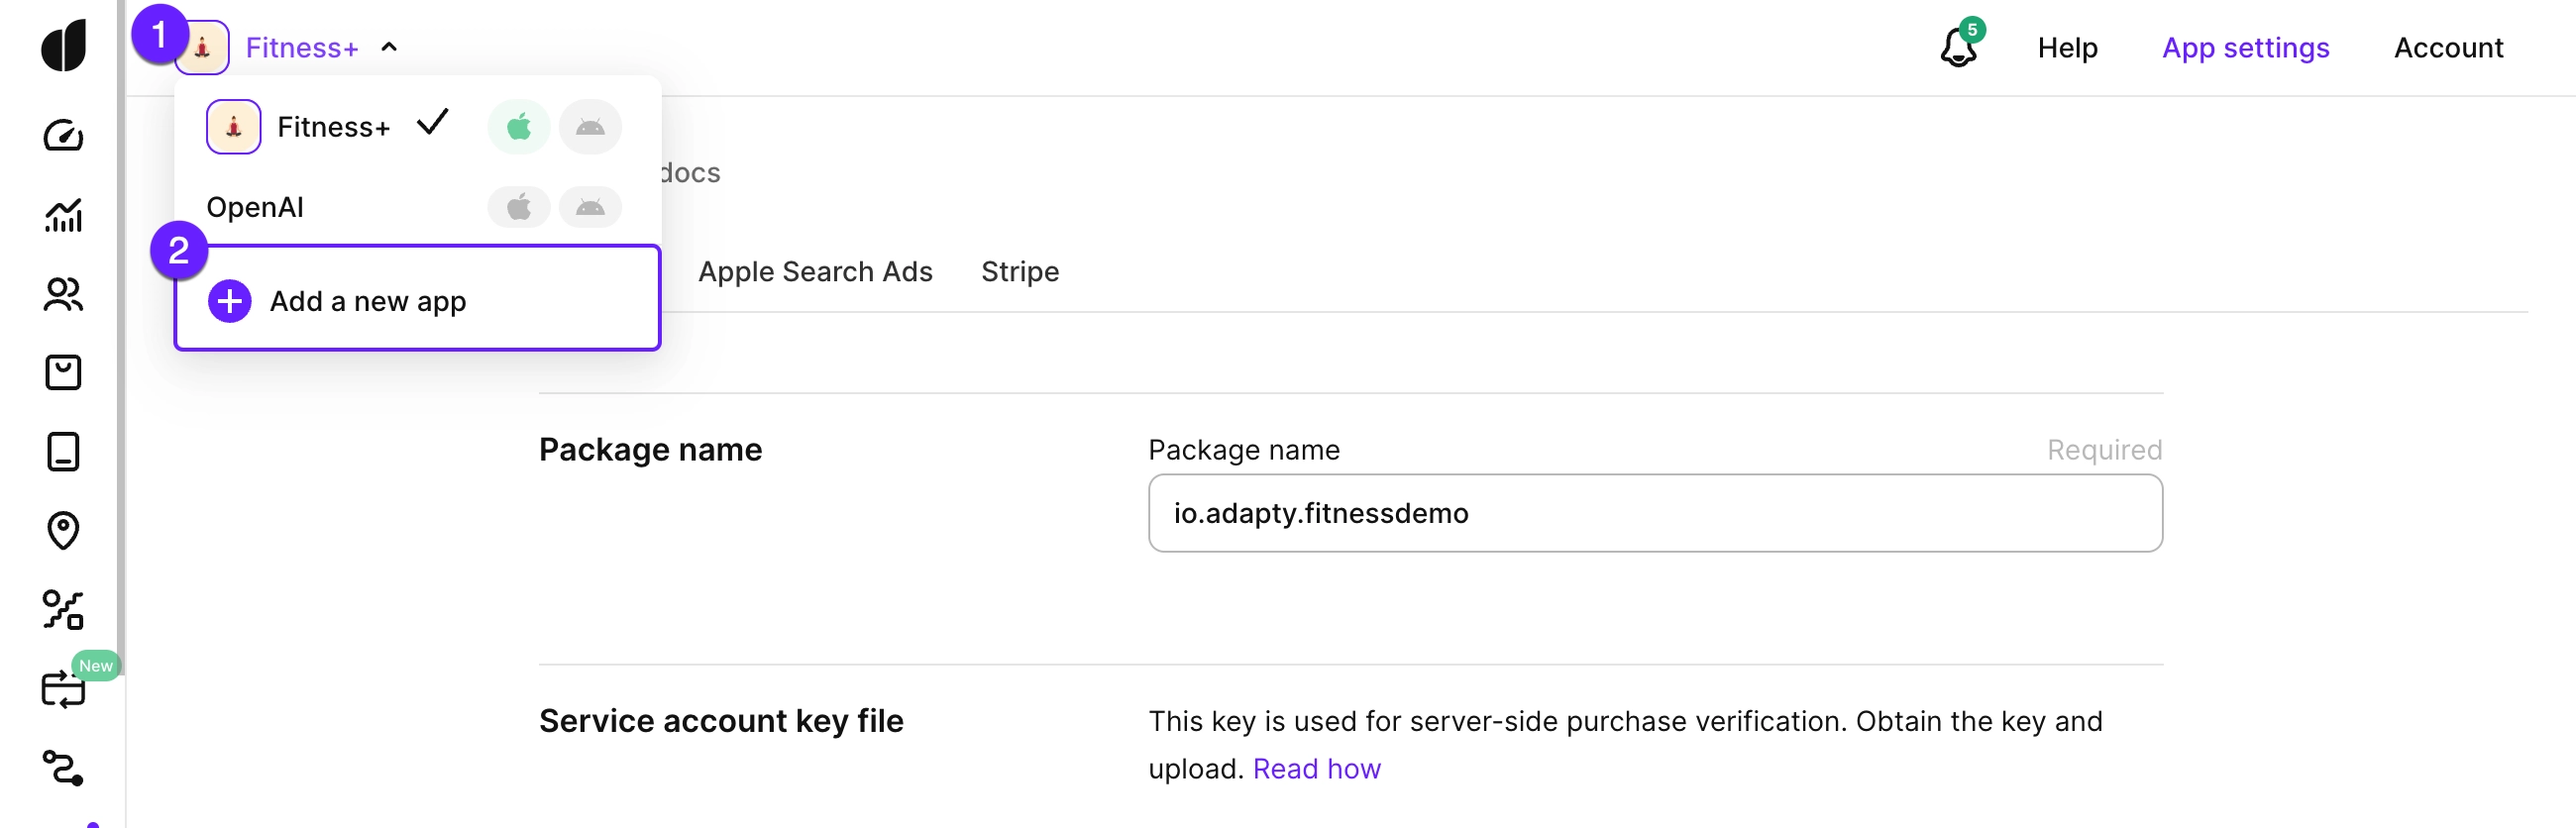 1
Fitness+
5
Help
App settings
Account
Fitness+
docs
OpenAI
2
Apple Search Ads
Stripe
Add a new app
Package name
Package name
Required
io.adapty.fitnessdemo
New
Service account key file
This key is used for server-side purchase verification. Obtain the key and
upload. Read how